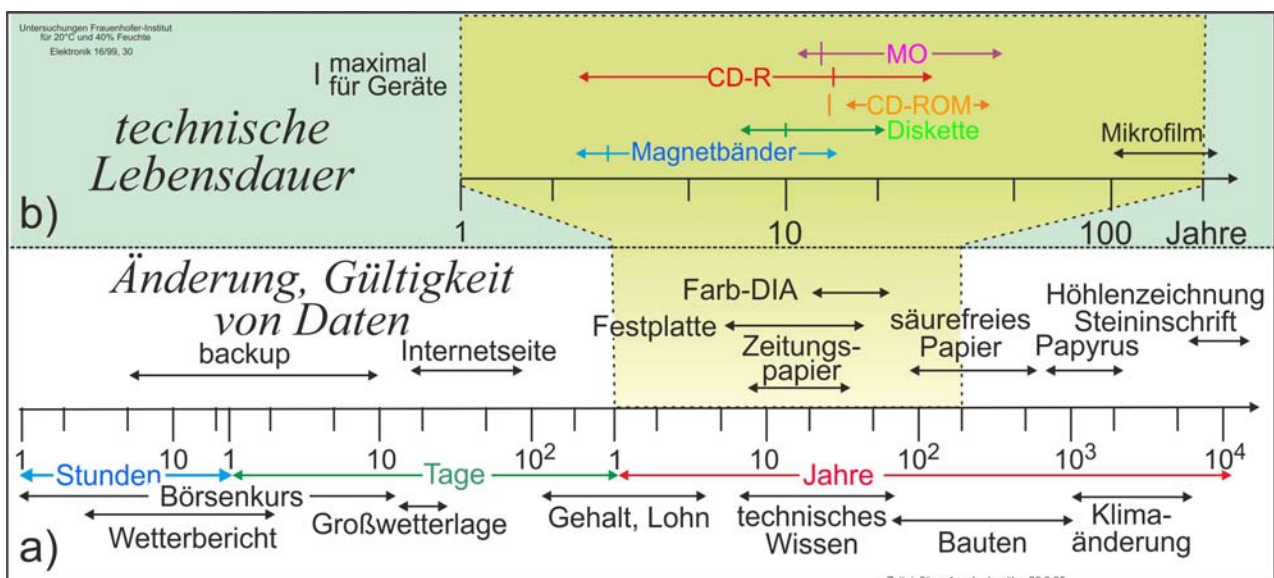 Untersuchungen Frauenhofer-Institut
für 20°C und 40% Feuchte
Elektronik 16/99, 30
maximal
für Geräte
technische
Lebensdauer
b)
MO
CD-R
CD-ROM
Diskette
Magnetbänder
Mikrofilm
1 10 100 Jahre
Änderung, Gültigkeit
von Daten
backup
Internetseite
Farb-DIA
Festplatte
Zeitungs-
papier
säurefreies
Papier
Papyrus
Höhlenzeichnung
Steininschrift
1 10 1 10 10² 1 10 10² 10³ 10⁴
Stunden Tage Jahre
Börsenkurs
Wetterbericht
Großwetterlage
Gehalt, Lohn
technisches
Wissen
Bauten
Klima-
änderung
a)